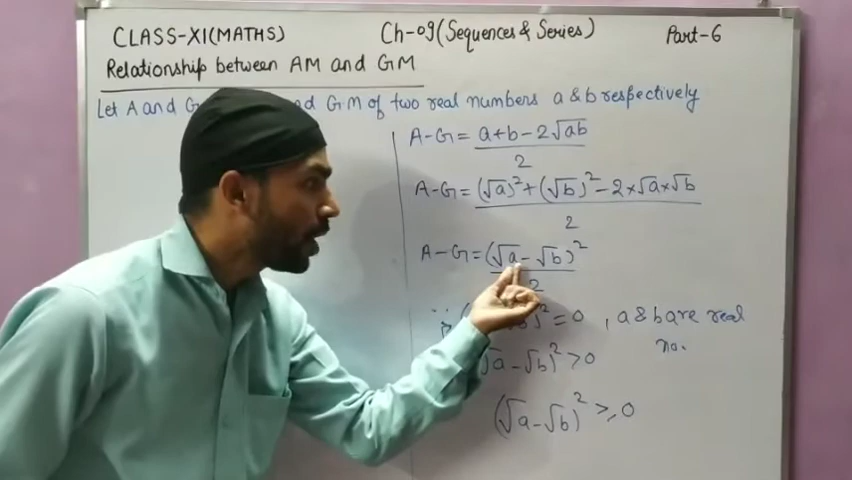 CLASS-XI(MATHS) Ch-09(Sequences & Series) Part-6
Relationship between AM and GM
Let A and G GM of two real numbers a & b respectively
A-G = a+b-2√ab
2
A-G = (√a)²+(√b)²-2×√a×√b
2
A-G = (√a-√b)²
2
∵ )²=0 , a & b are real
no.
√a-√b)²>0
(√a-√b)²≥0